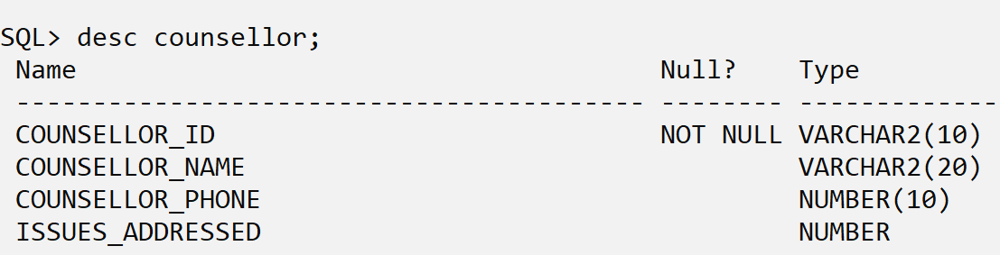 SQL> desc counsellor;
Name Null? Type
----------------------------------------- -------- -------------
COUNSELLOR_ID NOT NULL VARCHAR2(10)
COUNSELLOR_NAME VARCHAR2(20)
COUNSELLOR_PHONE NUMBER(10)
ISSUES_ADDRESSED NUMBER